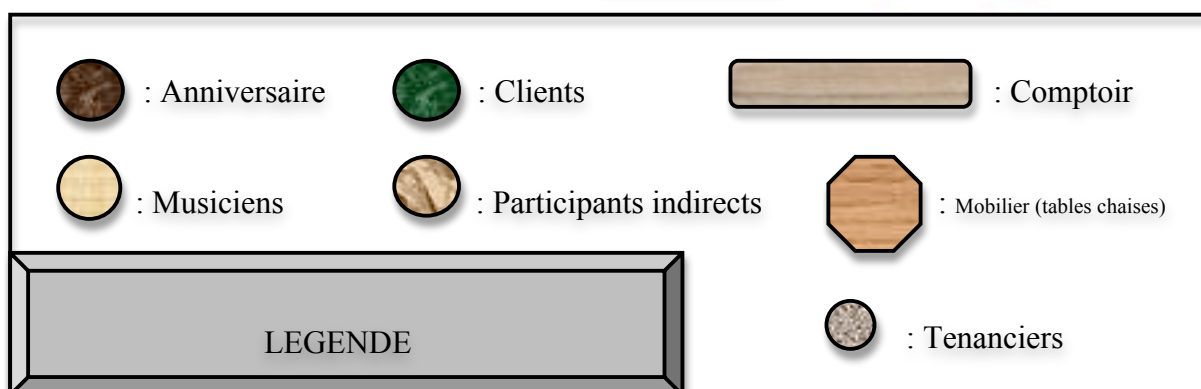 : Anniversaire
: Clients
: Comptoir
: Musiciens
: Participants indirects
: Mobilier (tables chaises)
LEGENDE
: Tenanciers